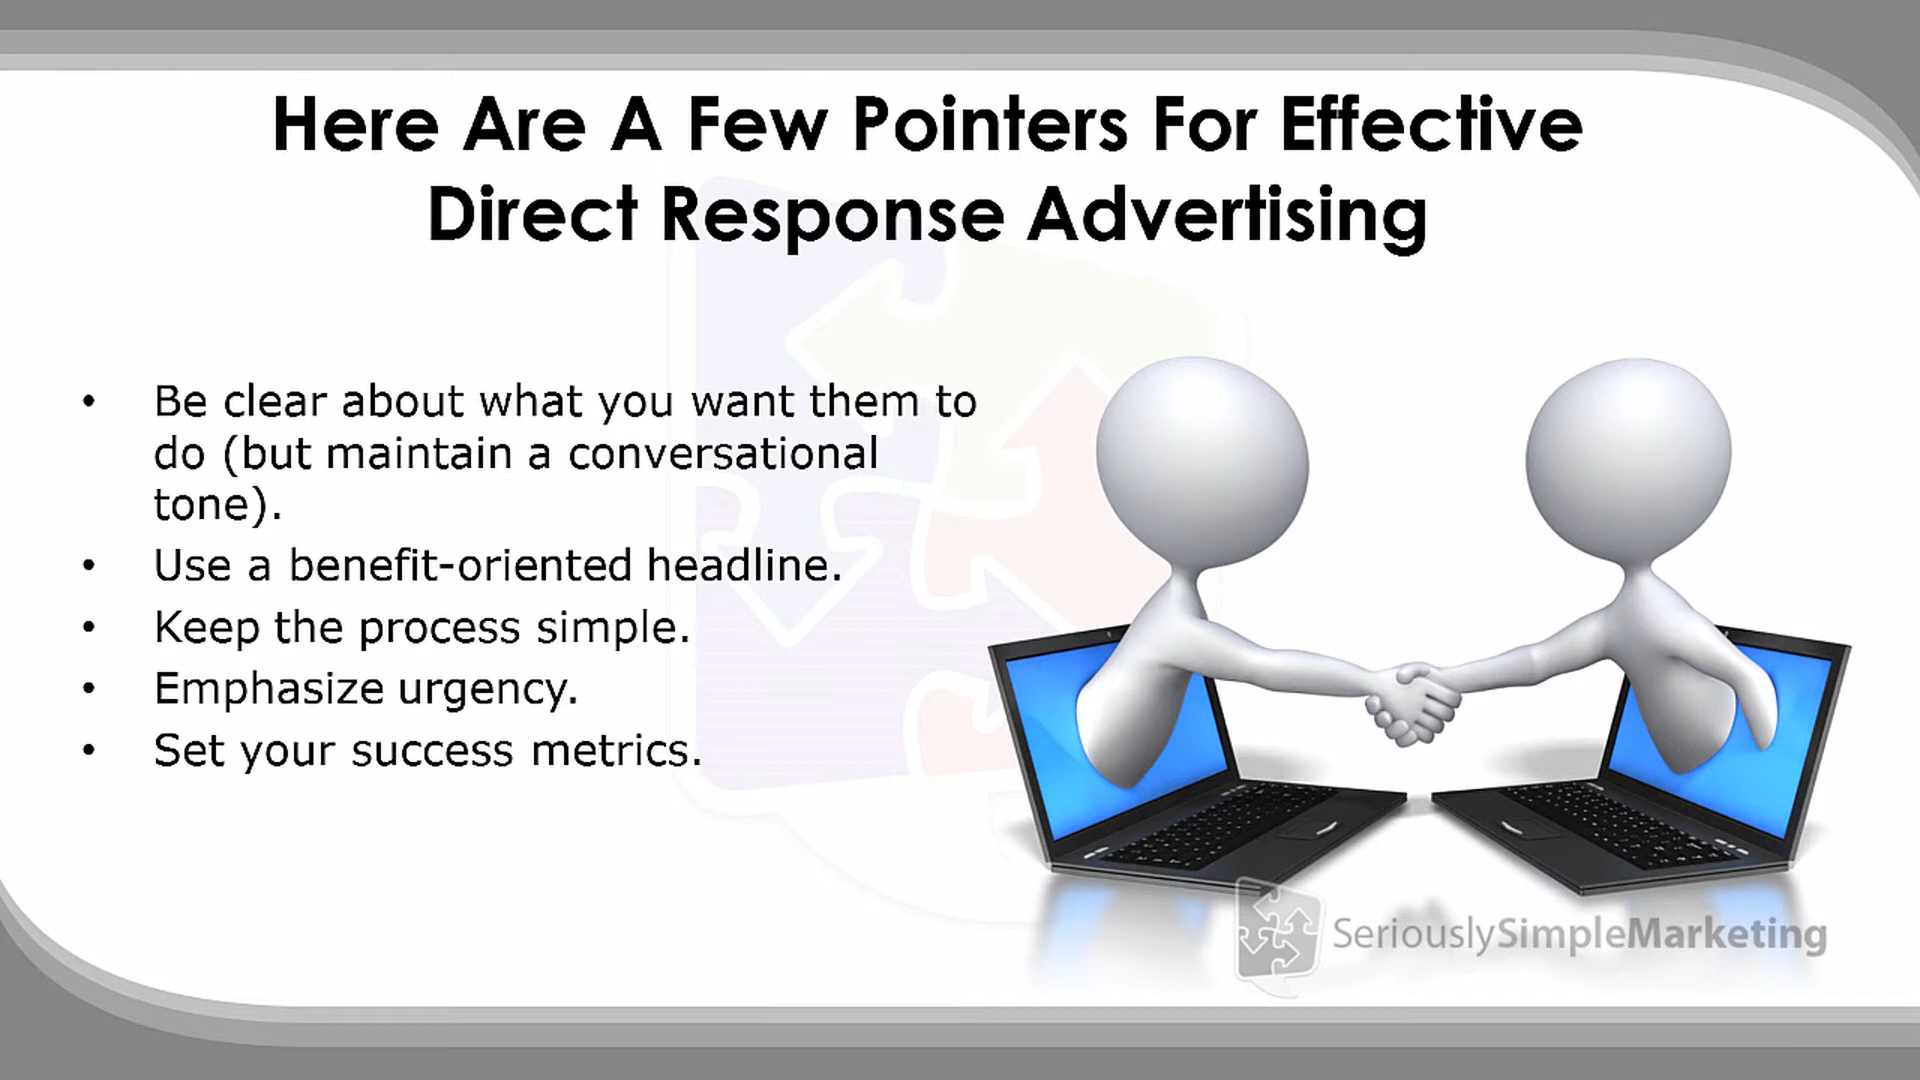 Here Are A Few Pointers For Effective
Direct Response Advertising
• Be clear about what you want them to
do (but maintain a conversational
tone).
• Use a benefit-oriented headline.
• Keep the process simple.
• Emphasize urgency.
• Set your success metrics.
SeriouslySimpleMarketing